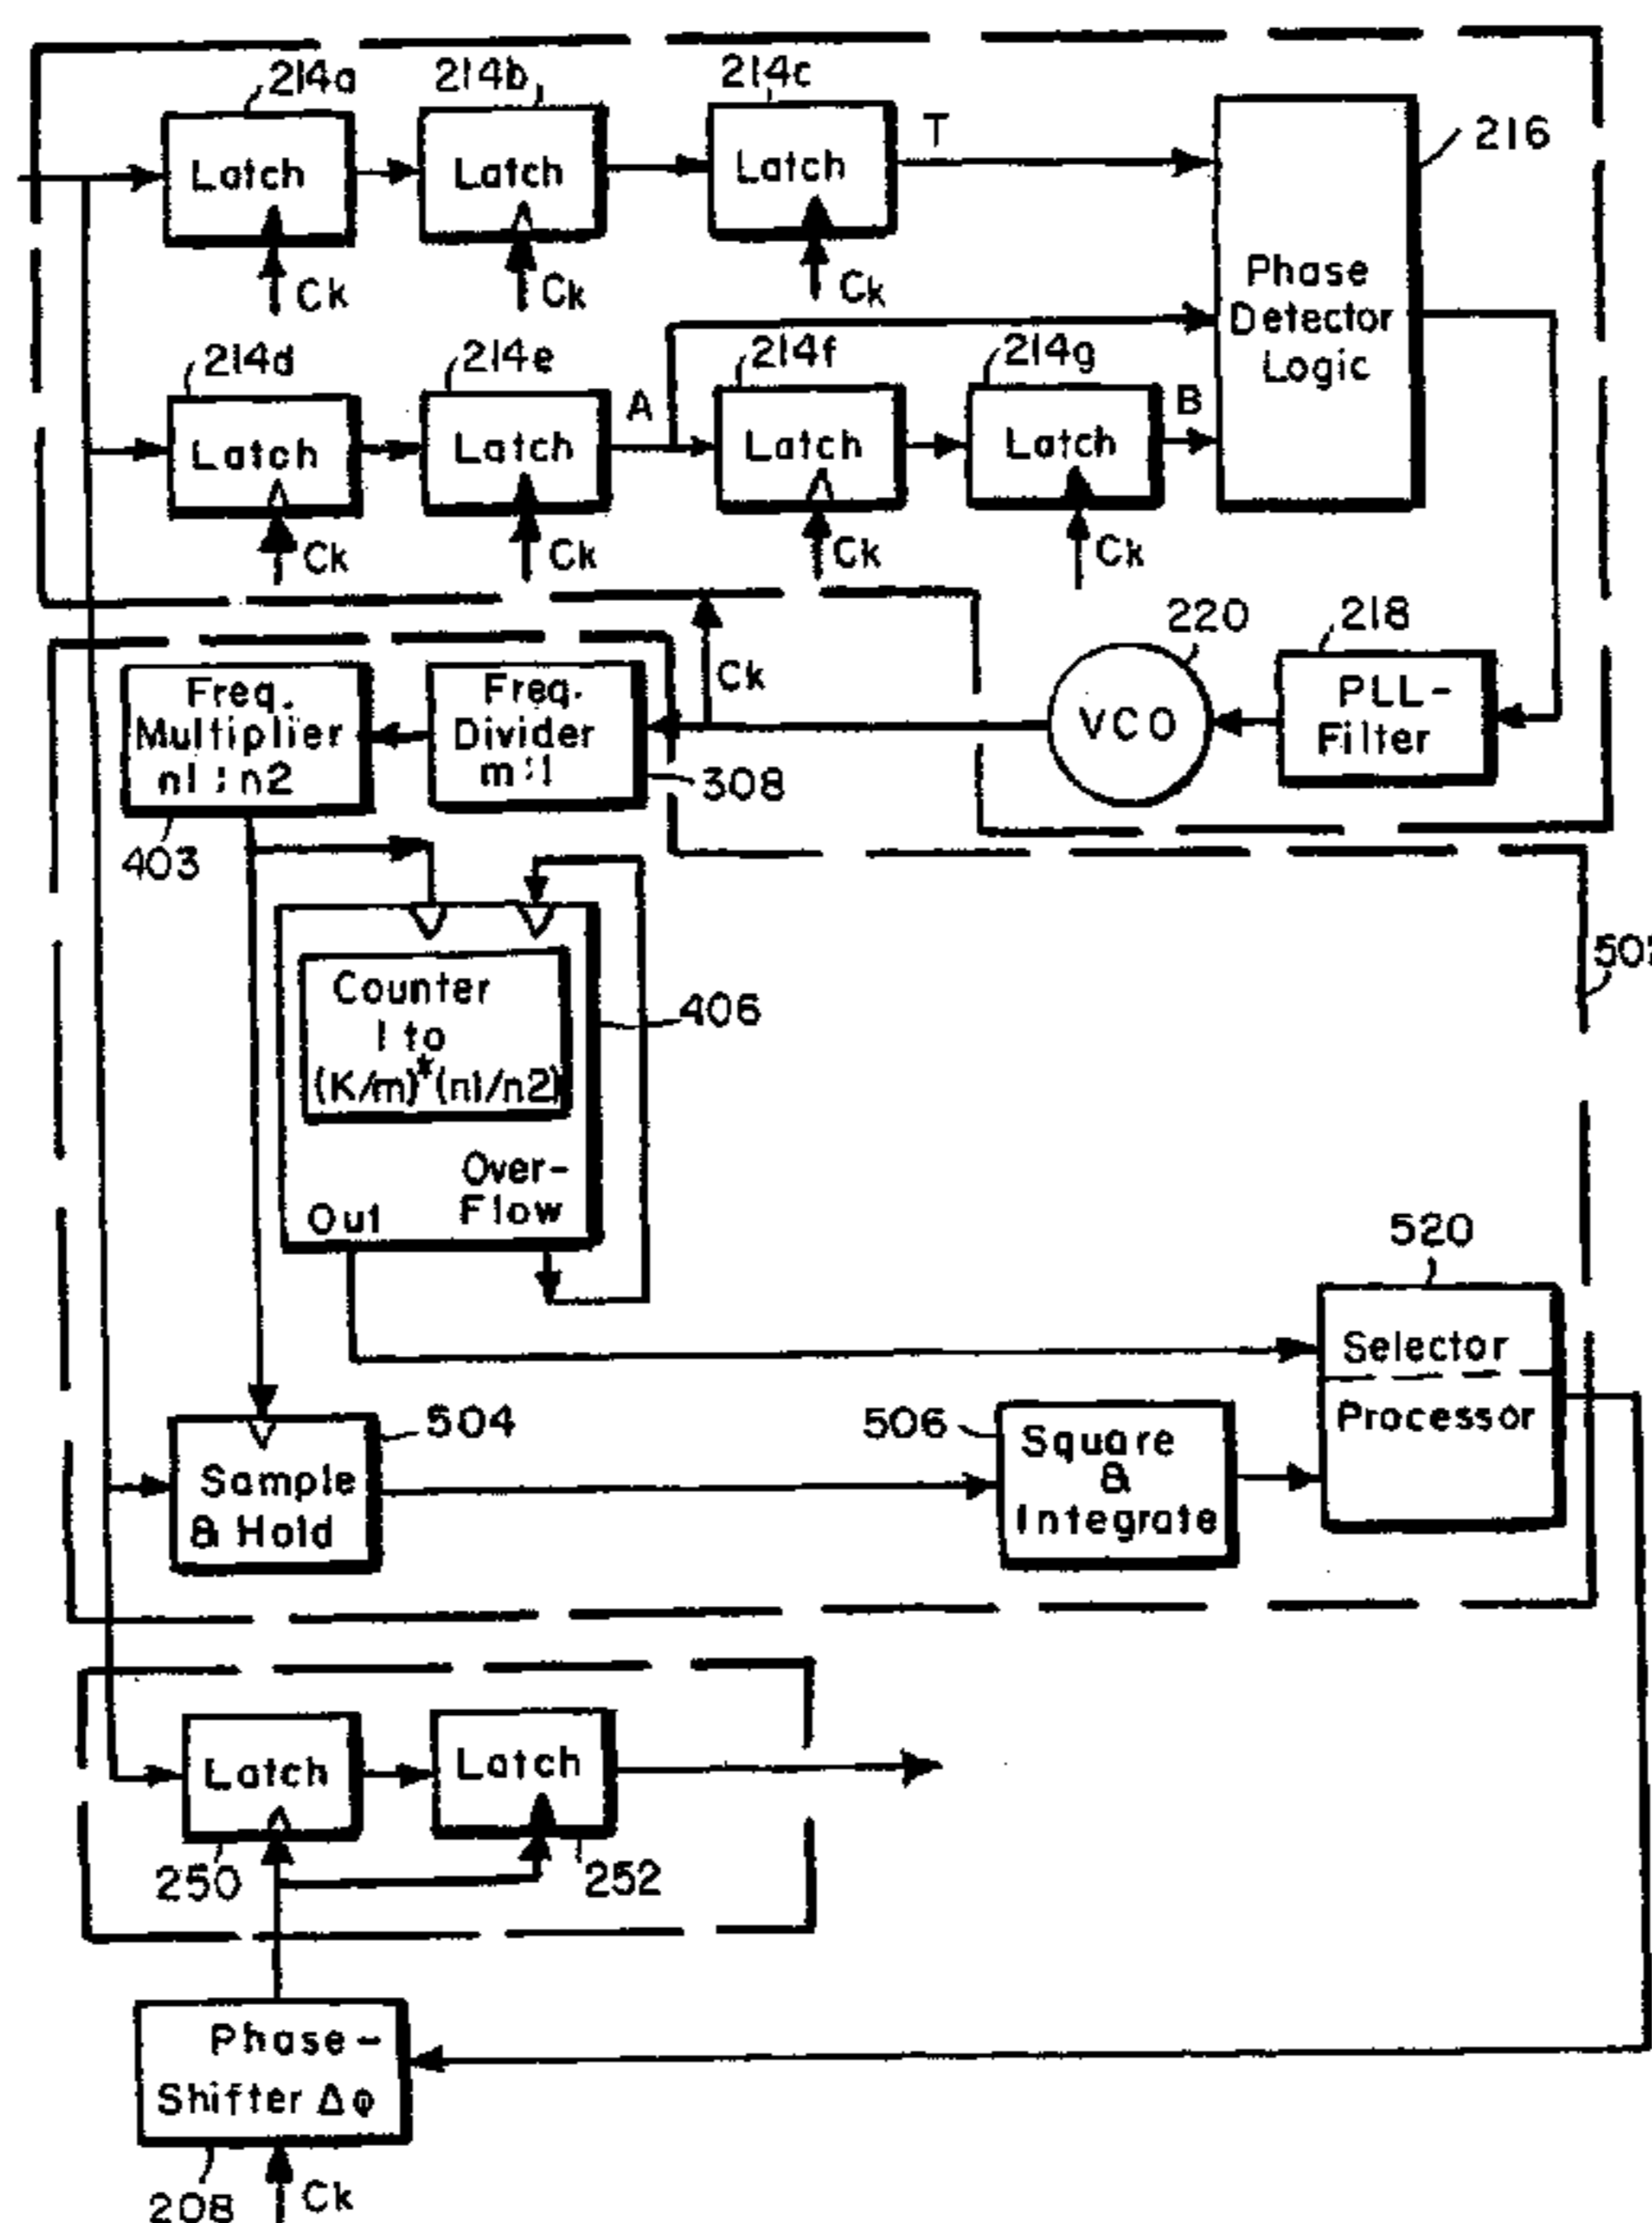 214a
214b
214c
Latch
Latch
Latch
T
216
Ck
Ck
Ck
Phase
Detector
Logic
214d
214e
214f
214g
A
B
Latch
Latch
Latch
Latch
Ck
Ck
Ck
Ck
220
218
Ck
Freq.
Multiplier
n1 : n2
Freq.
Divider
m:1
VCO
PLL-
Filter
308
403
Counter
1 to
(K/m)*(n1/n2)
406
Over-
Flow
Out
520
Selector
Processor
504
Sample
& Hold
506
Square
&
Integrate
Latch
Latch
250
252
Phase-
Shifter Δφ
208
Ck